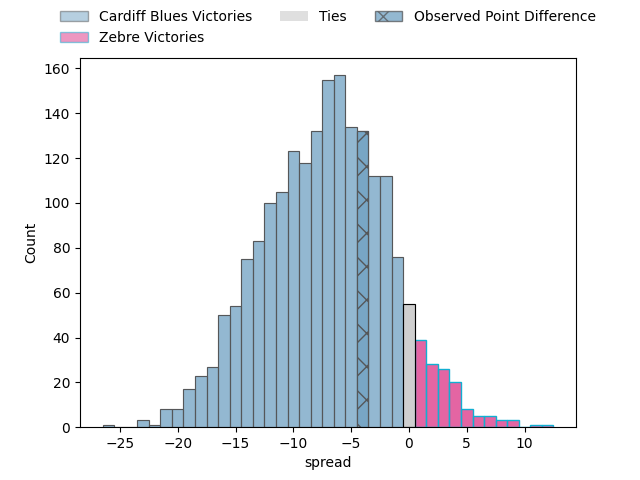 Cardiff Blues Victories Ties Observed Point Difference
Zebre Victories
160
140
120
100
80
60
40
20
0
Count
−25 −20 −15 −10 −5 0 5 10
spread